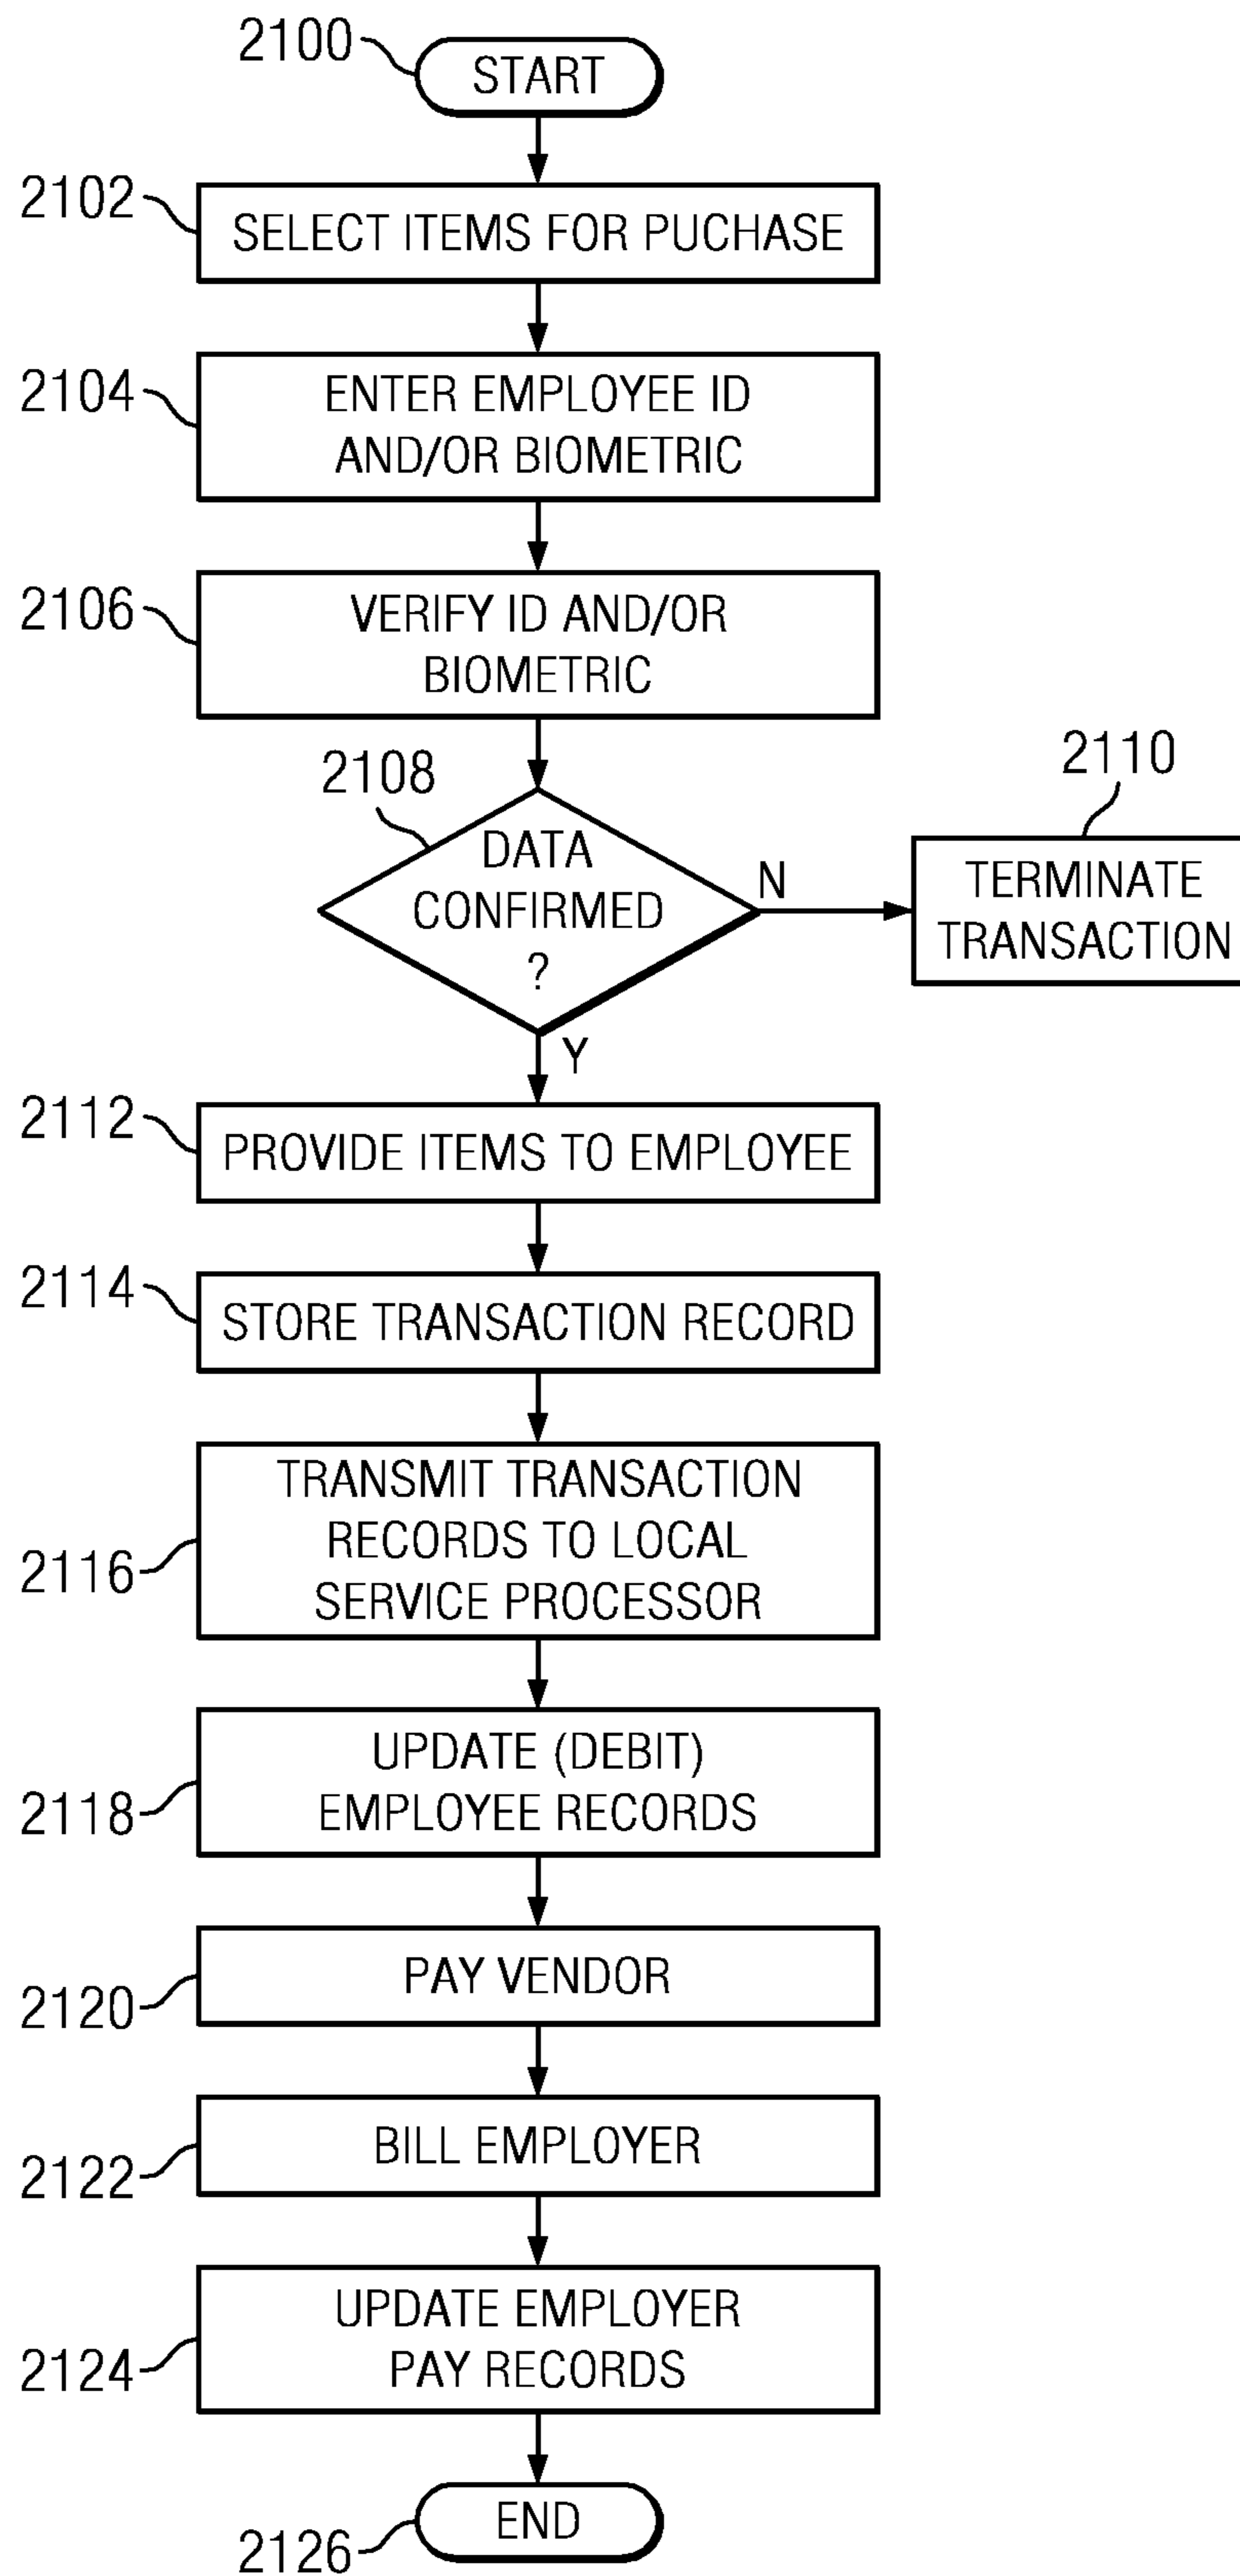 2100
START
2102
SELECT ITEMS FOR PUCHASE
2104
ENTER EMPLOYEE ID
AND/OR BIOMETRIC
2106
VERIFY ID AND/OR
BIOMETRIC
2108
DATA
CONFIRMED
?
N
2110
TERMINATE
TRANSACTION
Y
2112
PROVIDE ITEMS TO EMPLOYEE
2114
STORE TRANSACTION RECORD
2116
TRANSMIT TRANSACTION
RECORDS TO LOCAL
SERVICE PROCESSOR
2118
UPDATE (DEBIT)
EMPLOYEE RECORDS
2120
PAY VENDOR
2122
BILL EMPLOYER
2124
UPDATE EMPLOYER
PAY RECORDS
2126
END